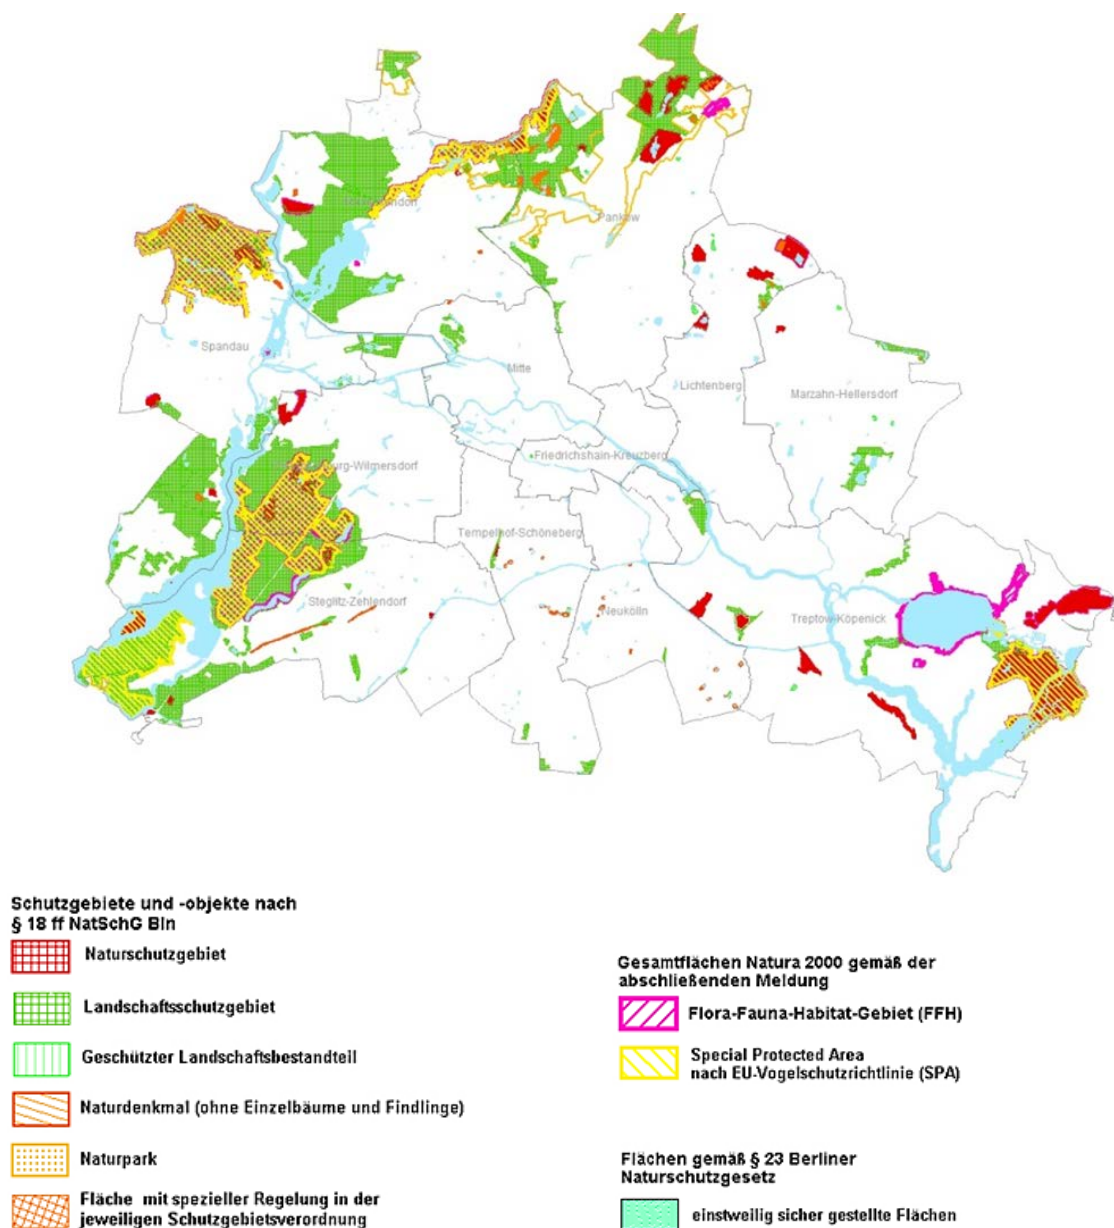 Pankow
Spandau
Mitte
Lichtenberg
Marzahn-Hellersdorf
Friedrichshain-Kreuzberg
urg-Wilmersdorf
Tempelhof-Schöneberg
Steglitz-Zehlendorf
Neukölln
Treptow-Köpenick
Schutzgebiete und -objekte nach
§ 18 ff NatSchG Bln
Naturschutzgebiet
Landschaftsschutzgebiet
Geschützter Landschaftsbestandteil
Naturdenkmal (ohne Einzelbäume und Findlinge)
Naturpark
Fläche mit spezieller Regelung in der
jeweiligen Schutzgebietsverordnung
Gesamtflächen Natura 2000 gemäß der
abschließenden Meldung
Flora-Fauna-Habitat-Gebiet (FFH)
Special Protected Area
nach EU-Vogelschutzrichtlinie (SPA)
Flächen gemäß § 23 Berliner
Naturschutzgesetz
einstweilig sicher gestellte Flächen